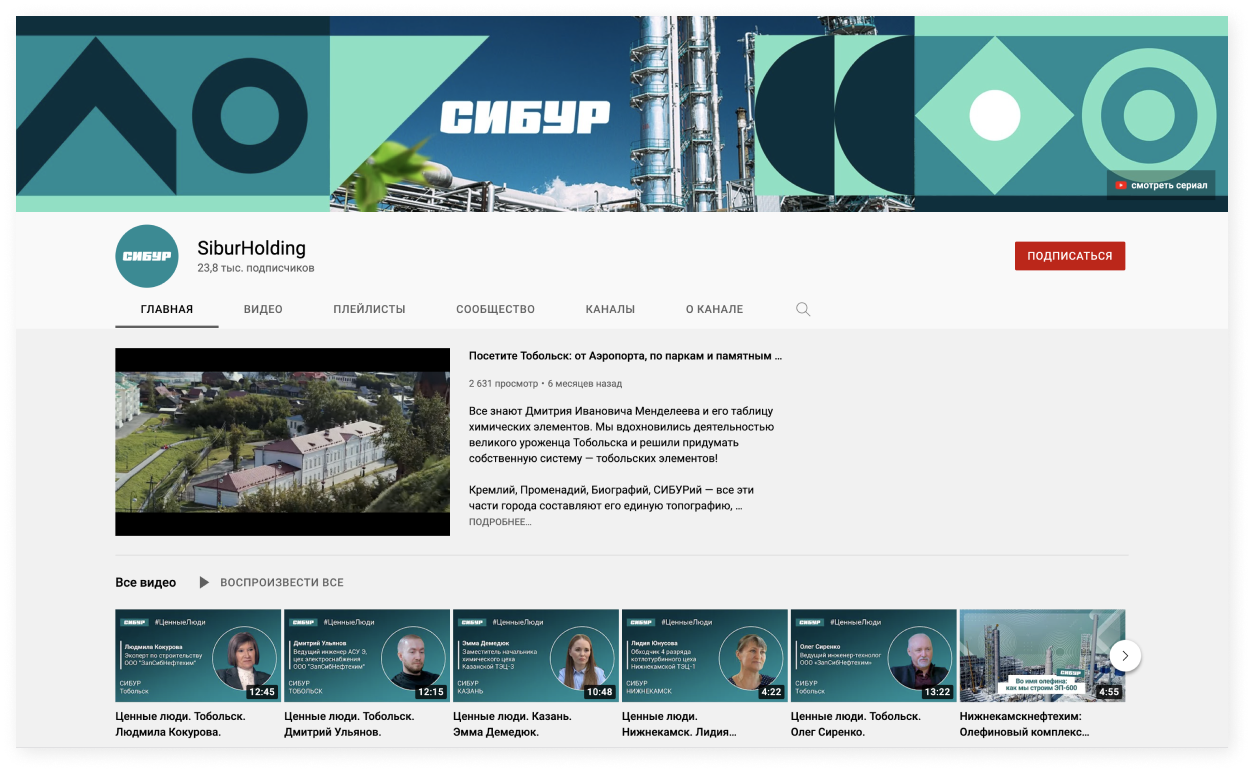 СИБУР
смотреть сериал
СИБУР
SiburHolding
23,8 тыс. подписчиков
ПОДПИСАТЬСЯ
ГЛАВНАЯ
ВИДЕО
ПЛЕЙЛИСТЫ
СООБЩЕСТВО
КАНАЛЫ
О КАНАЛЕ
Посетите Тобольск: от Аэропорта, по паркам и памятным ...
2 631 просмотр • 6 месяцев назад
Все знают Дмитрия Ивановича Менделеева и его таблицу
химических элементов. Мы вдохновились деятельностью
великого уроженца Тобольска и решили придумать
собственную систему — тобольских элементов!
Кремлий, Променадий, Биографий, СИБУРий — все эти
части города составляют его единую топографию, ...
ПОДРОБНЕЕ...
Все видео
ВОСПРОИЗВЕСТИ ВСЕ
СИБУР #ЦенныеЛюди
Людмила Кокурова
Эксперт по строительству
ООО "ЗапСибНефтехим"
СИБУР
Тобольск
12:45
Ценные люди. Тобольск.
Людмила Кокурова.
СИБУР #ЦенныеЛюди
Дмитрий Ульянов
Ведущий инженер АСУ Э,
цех электроснабжения
ООО "ЗапСибНефтехим"
СИБУР
ТОБОЛЬСК
12:15
Ценные люди. Тобольск.
Дмитрий Ульянов.
СИБУР #ЦенныеЛюди
Эмма Демедюк
Заместитель начальника
химического цеха
Казанской ТЭЦ-3
СИБУР
КАЗАНЬ
10:48
Ценные люди. Казань.
Эмма Демедюк.
СИБУР #ЦенныеЛюди
Лидия Юнусова
Обходчик 4 разряда
котлотурбинного цеха
Нижнекамской ТЭЦ-1
СИБУР
НИЖНЕКАМСК
4:22
Ценные люди.
Нижнекамск. Лидия...
СИБУР #ЦенныеЛюди
Олег Сиренко
Ведущий инженер-технолог
ООО «ЗапСибНефтехим»
СИБУР
Тобольск
13:22
Ценные люди. Тобольск.
Олег Сиренко.
СИБУР
Во имя олефина:
как мы строим ЭП-600
4:55
Нижнекамскнефтехим:
Олефиновый комплекс...